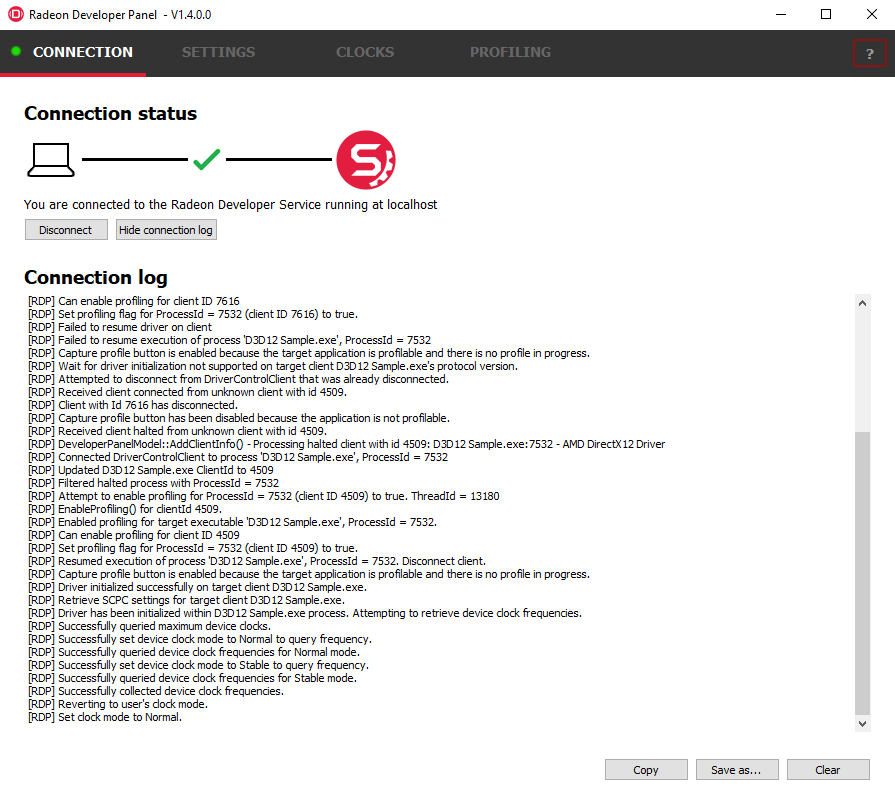 Radeon Developer Panel - V1.4.0.0
CONNECTION SETTINGS CLOCKS PROFILING ?
Connection status
S
You are connected to the Radeon Developer Service running at localhost
Disconnect Hide connection log
Connection log
[RDP] Can enable profiling for client ID 7616
[RDP] Set profiling flag for ProcessId = 7532 (client ID 7616) to true.
[RDP] Failed to resume driver on client
[RDP] Failed to resume execution of process 'D3D12 Sample.exe', ProcessId = 7532
[RDP] Capture profile button is enabled because the target application is profilable and there is no profile in progress.
[RDP] Wait for driver initialization not supported on target client D3D12 Sample.exe's protocol version.
[RDP] Attempted to disconnect from DriverControlClient that was already disconnected.
[RDP] Received client connected from unknown client with id 4509.
[RDP] Client with Id 7616 has disconnected.
[RDP] Capture profile button has been disabled because the application is not profilable.
[RDP] Received client halted from unknown client with id 4509.
[RDP] DeveloperPanelModel::AddClientInfo() - Processing halted client with id 4509: D3D12 Sample.exe:7532 - AMD DirectX12 Driver
[RDP] Connected DriverControlClient to process 'D3D12 Sample.exe', ProcessId = 7532
[RDP] Updated D3D12 Sample.exe ClientId to 4509
[RDP] Filtered halted process with ProcessId = 7532
[RDP] Attempt to enable profiling for ProcessId = 7532 (client ID 4509) to true. ThreadId = 13180
[RDP] EnableProfiling() for clientId 4509.
[RDP] Enabled profiling for target executable 'D3D12 Sample.exe', ProcessId = 7532.
[RDP] Can enable profiling for client ID 4509
[RDP] Set profiling flag for ProcessId = 7532 (client ID 4509) to true.
[RDP] Resumed execution of process 'D3D12 Sample.exe', ProcessId = 7532. Disconnect client.
[RDP] Capture profile button is enabled because the target application is profilable and there is no profile in progress.
[RDP] Driver initialized successfully on target client D3D12 Sample.exe.
[RDP] Retrieve SCPC settings for target client D3D12 Sample.exe.
[RDP] Driver has been initialized within D3D12 Sample.exe process. Attempting to retrieve device clock frequencies.
[RDP] Successfully queried maximum device clocks.
[RDP] Successfully set device clock mode to Normal to query frequency.
[RDP] Successfully queried device clock frequencies for Normal mode.
[RDP] Successfully set device clock mode to Stable to query frequency.
[RDP] Successfully queried device clock frequencies for Stable mode.
[RDP] Successfully collected device clock frequencies.
[RDP] Reverting to user's clock mode.
[RDP] Set clock mode to Normal.
Copy Save as... Clear